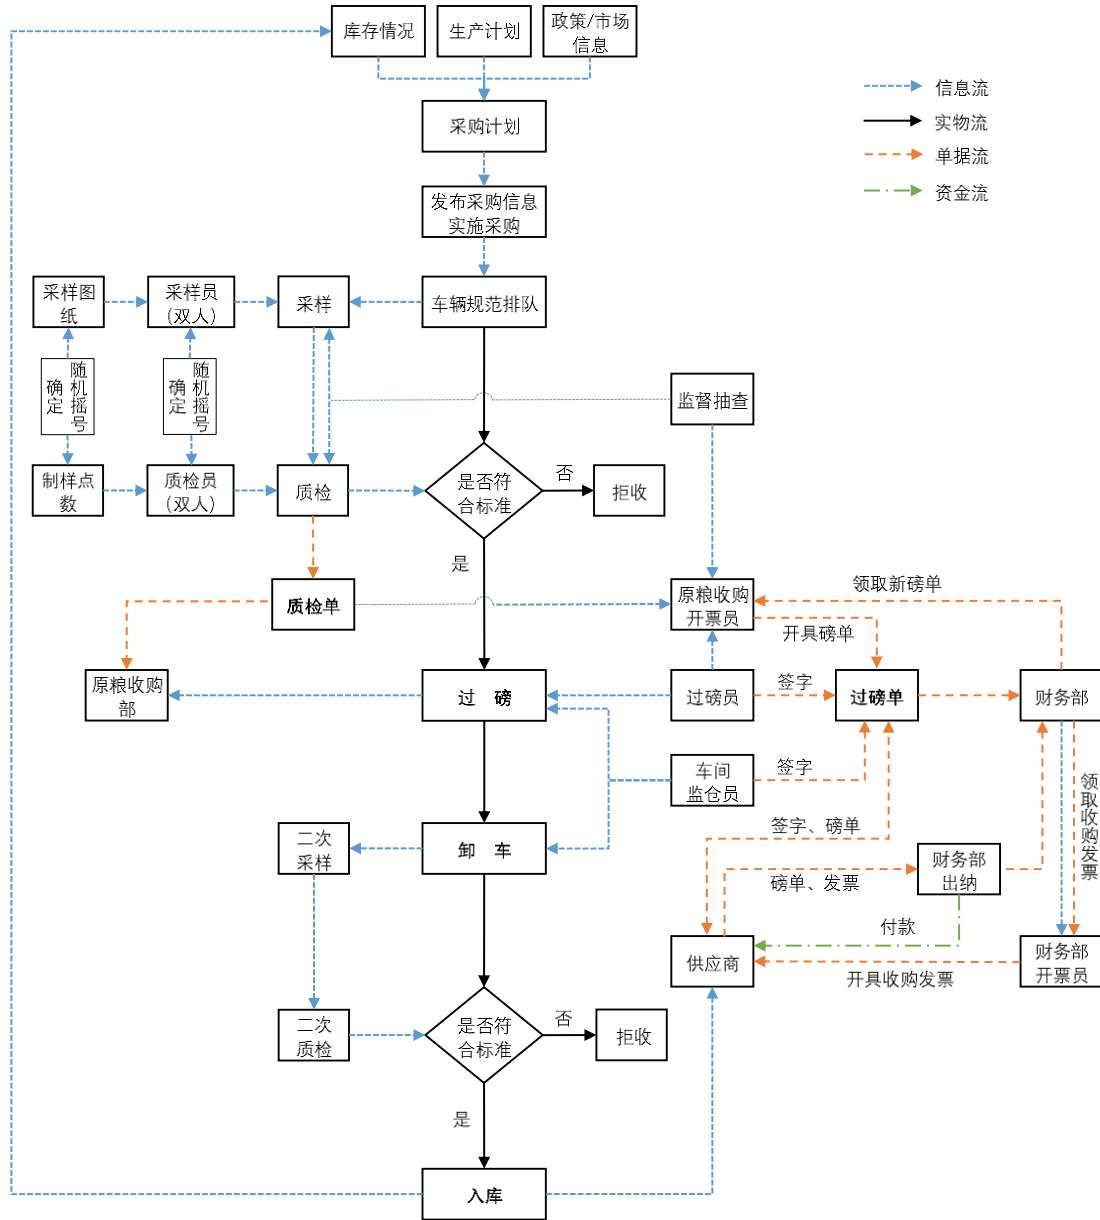 库存情况
生产计划
政策/市场
信息
信息流
实物流
单据流
资金流
采购计划
发布采购信息
实施采购
采样图
纸
采样员
(双人)
采样
车辆规范排队
随机摇号
确定
随机摇号
确定
监督抽查
制样点
数
质检员
(双人)
质检
是否符
合标准
否
拒收
是
质检单
原粮收购
开票员
领取新磅单
开具磅单
原粮收购
部
过 磅
过磅员
签字
过磅单
财务部
车间
监仓员
签字
领取收购发票
二次
采样
卸 车
签字、磅单
磅单、发票
财务部
出纳
付款
供应商
开具收购发票
财务部
开票员
二次
质检
是否符
合标准
否
拒收
是
入库